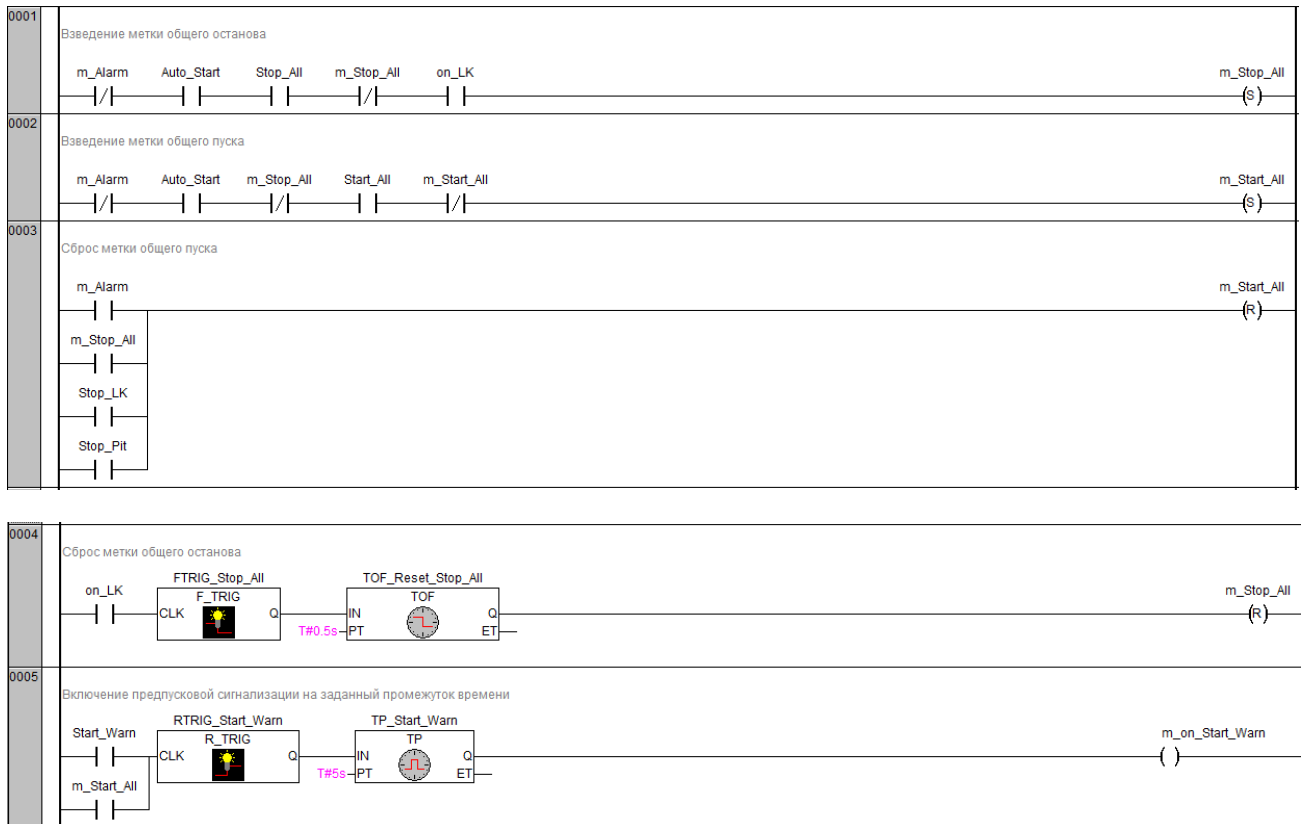 0001
Взведение метки общего останова
m_Alarm Auto_Start Stop_All m_Stop_All on_LK m_Stop_All
S
0002
Взведение метки общего пуска
m_Alarm Auto_Start m_Stop_All Start_All m_Start_All m_Start_All
S
0003
Сброс метки общего пуска
m_Alarm m_Start_All
R
m_Stop_All
Stop_LK
Stop_Pit
0004
Сброс метки общего останова
FTRIG_Stop_All TOF_Reset_Stop_All
on_LK F_TRIG TOF m_Stop_All
CLK Q IN Q R
T#0.5s PT ET
0005
Включение предпусковой сигнализации на заданный промежуток времени
RTRIG_Start_Warn TP_Start_Warn
Start_Warn R_TRIG TP m_on_Start_Warn
CLK Q IN Q
T#5s PT ET
m_Start_All